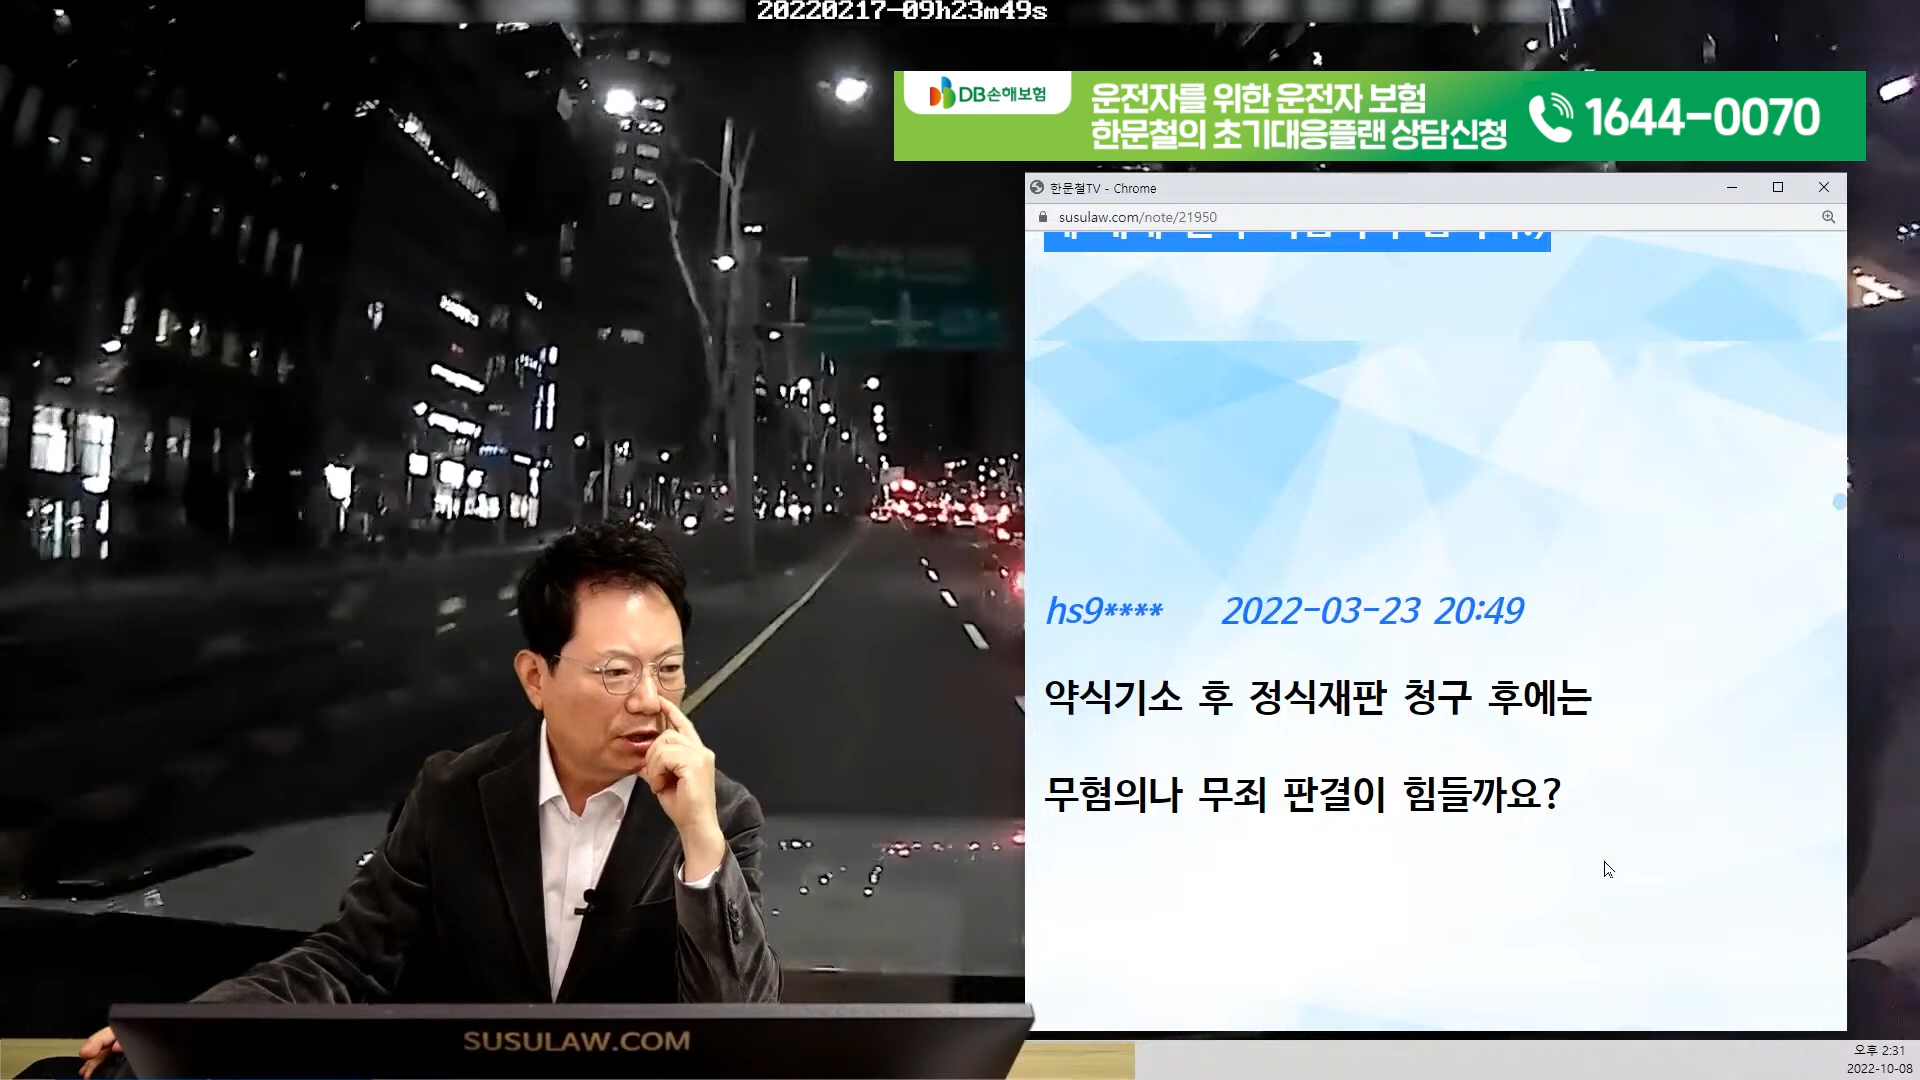 20220217-09h23m49s
DB손해보험
운전자를 위한 운전자 보험
한문철의 초기대응플랜 상담신청
1644-0070
한문철TV - Chrome
susulaw.com/note/21950
hs9**** 2022-03-23 20:49
약식기소 후 정식재판 청구 후에는
무혐의나 무죄 판결이 힘들까요?
SUSULAW.COM
오후 2:31
2022-10-08